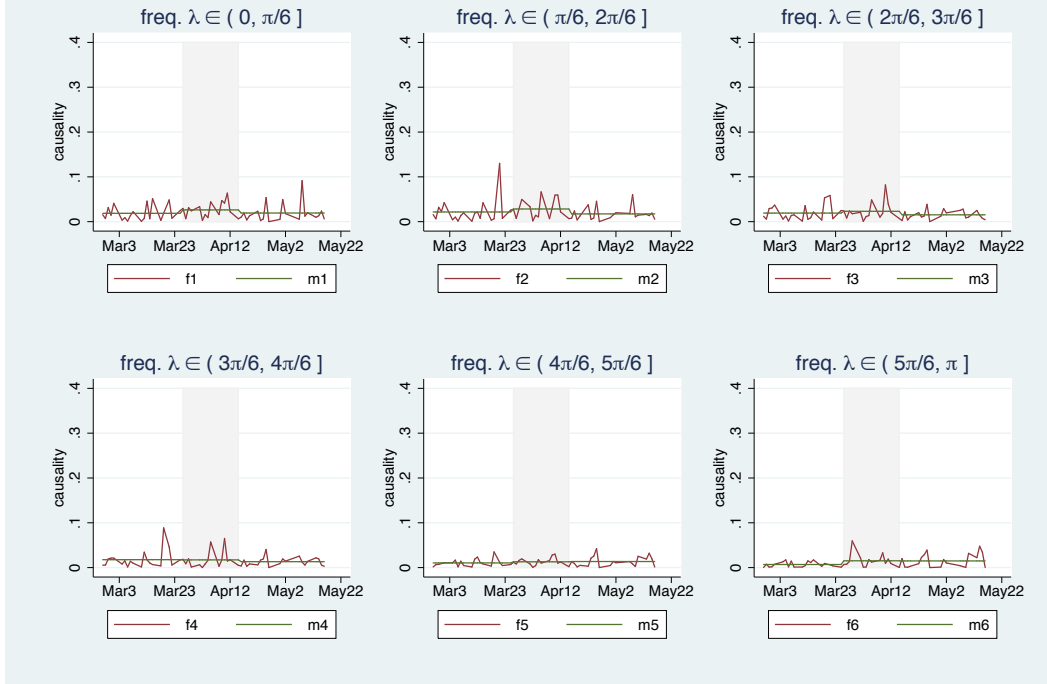 freq. λ ∈ ( 0, π/6 ]
freq. λ ∈ ( π/6, 2π/6 ]
freq. λ ∈ ( 2π/6, 3π/6 ]
causality
.4
.3
.2
.1
0
Mar3 Mar23 Apr12 May2 May22
f1 m1
causality
.4
.3
.2
.1
0
Mar3 Mar23 Apr12 May2 May22
f2 m2
causality
.4
.3
.2
.1
0
Mar3 Mar23 Apr12 May2 May22
f3 m3
freq. λ ∈ ( 3π/6, 4π/6 ]
freq. λ ∈ ( 4π/6, 5π/6 ]
freq. λ ∈ ( 5π/6, π ]
causality
.4
.3
.2
.1
0
Mar3 Mar23 Apr12 May2 May22
f4 m4
causality
.4
.3
.2
.1
0
Mar3 Mar23 Apr12 May2 May22
f5 m5
causality
.4
.3
.2
.1
0
Mar3 Mar23 Apr12 May2 May22
f6 m6